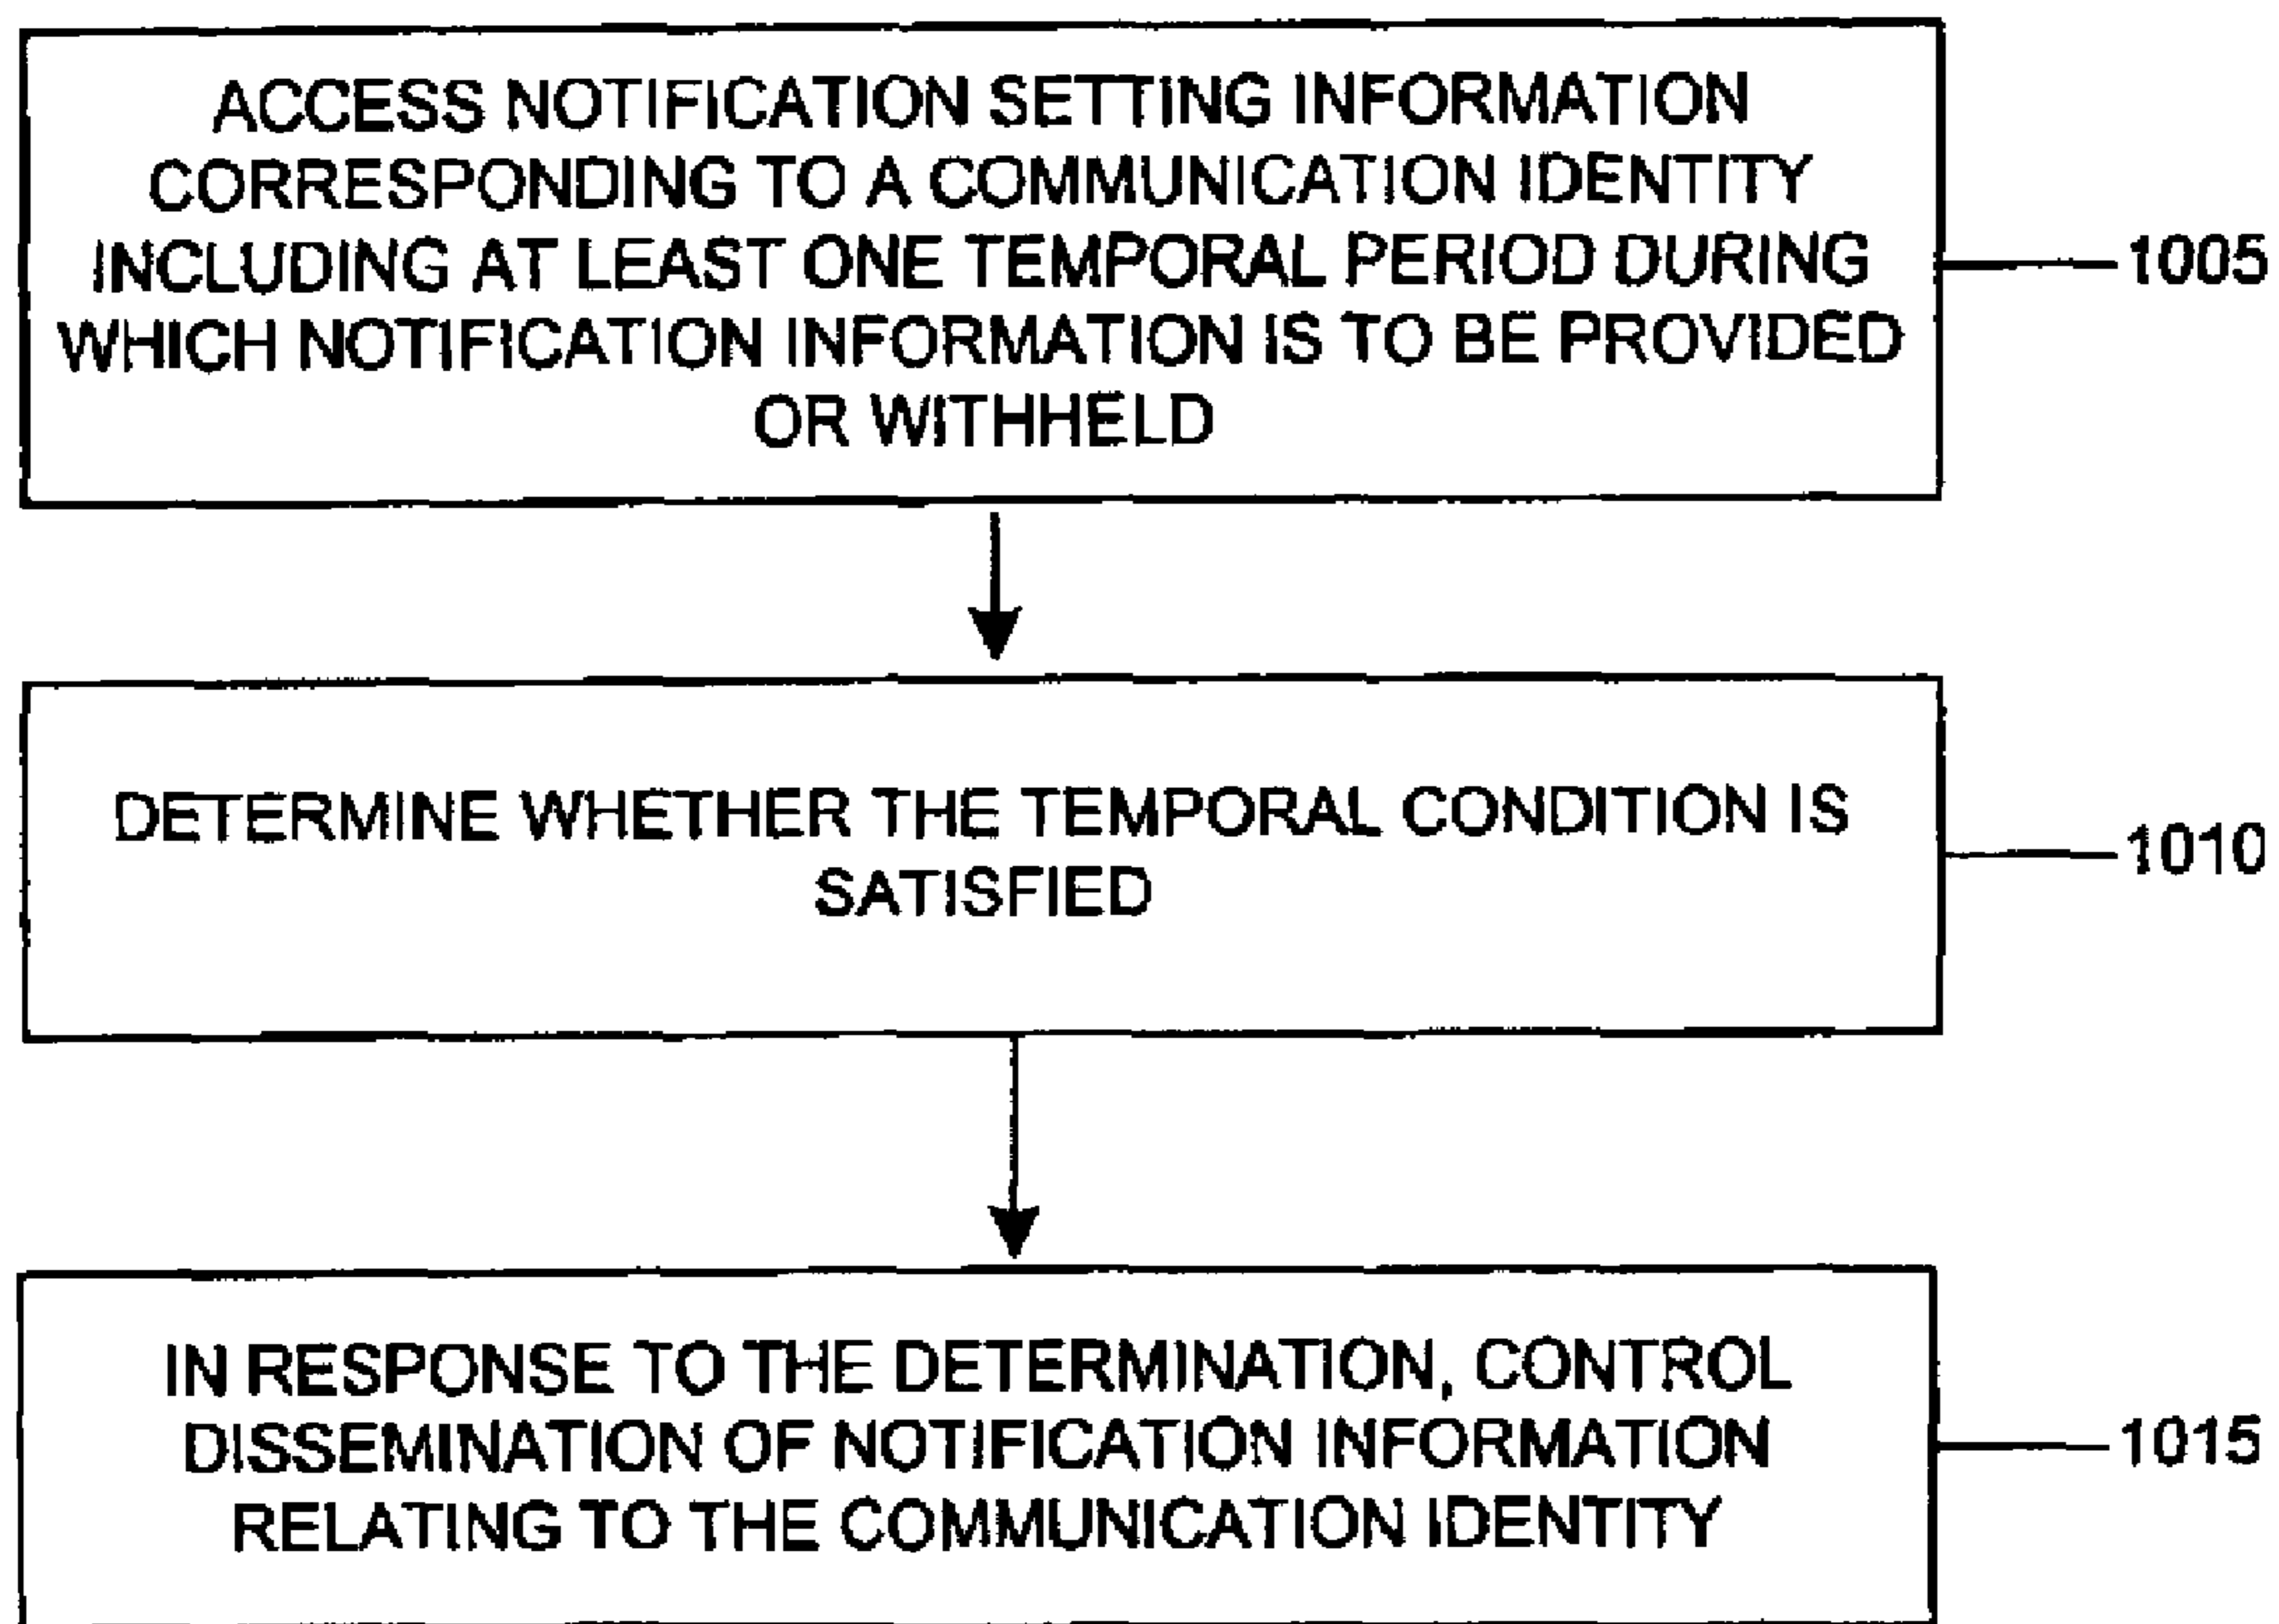 ACCESS NOTIFICATION SETTING INFORMATION
CORRESPONDING TO A COMMUNICATION IDENTITY
INCLUDING AT LEAST ONE TEMPORAL PERIOD DURING
WHICH NOTIFICATION INFORMATION IS TO BE PROVIDED
OR WITHHELD
1005
DETERMINE WHETHER THE TEMPORAL CONDITION IS
SATISFIED
1010
IN RESPONSE TO THE DETERMINATION, CONTROL
DISSEMINATION OF NOTIFICATION INFORMATION
RELATING TO THE COMMUNICATION IDENTITY
1015